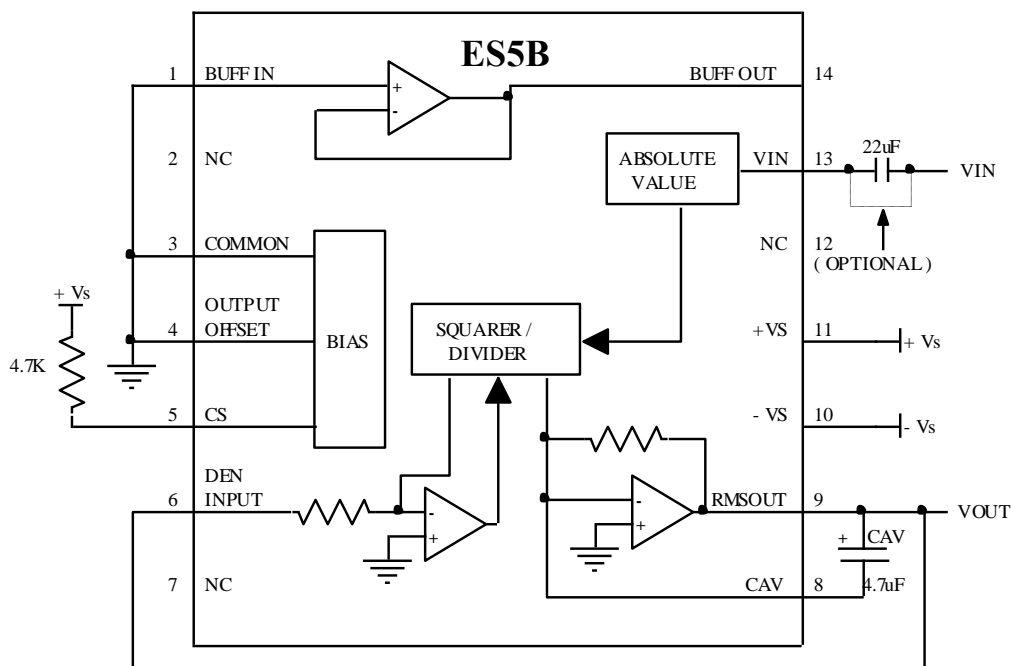 ES5B
1 BUFF IN
BUFF OUT 14
2 NC
ABSOLUTE
VALUE
VIN 13
22uF
VIN
NC 12
( OPTIONAL )
3 COMMON
+ Vs
4.7K
OUTPUT
4 OFFSET
BIAS
SQUARER /
DIVIDER
+VS 11
+ Vs
5 CS
- VS 10
- Vs
DEN
6 INPUT
RMSOUT 9
VOUT
7 NC
CAV 8
+ CAV
4.7uF
+
-
-
+
-
+